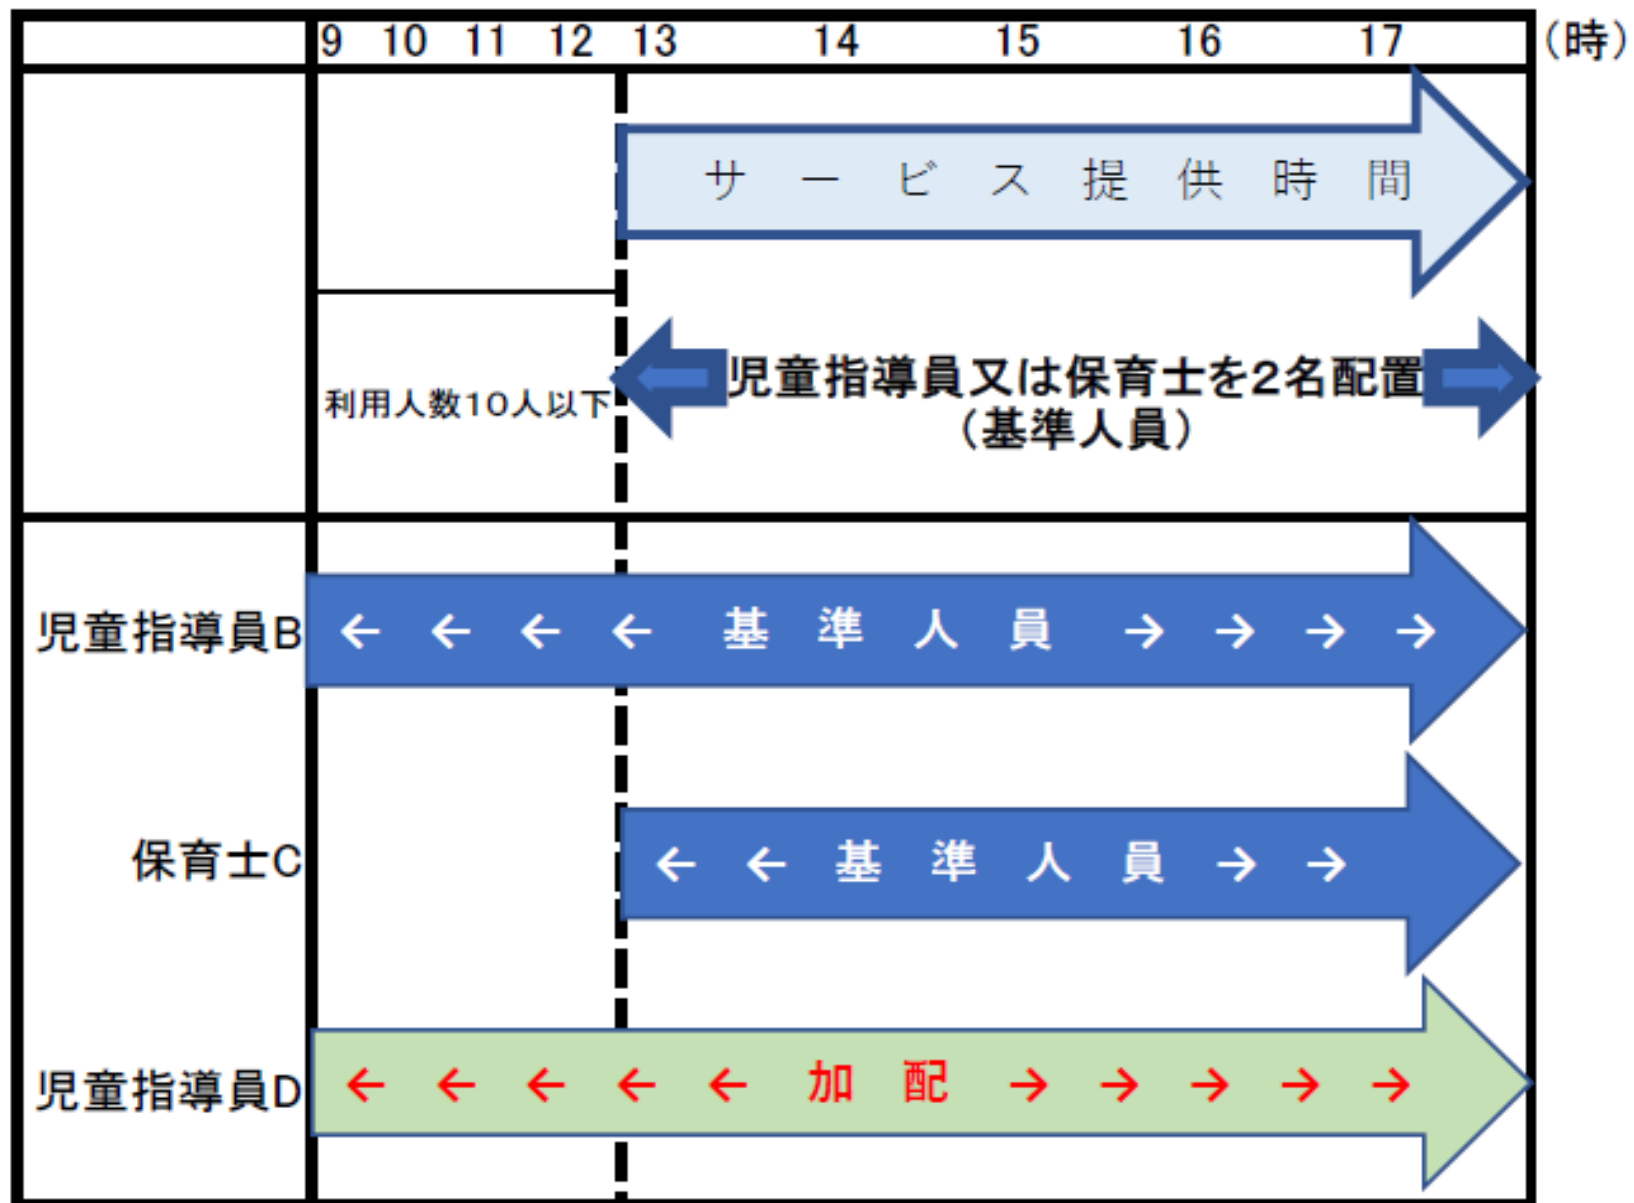 9 10 11 12 13 14 15 16 17 (時)
サービス提供時間
利用人数10人以下
児童指導員又は保育士を2名配置
(基準人員)
児童指導員B ← ← ← ← 基準人員 → → → →
保育士C ← ← 基準人員 → →
児童指導員D ← ← ← ← ← 加配 → → → → →